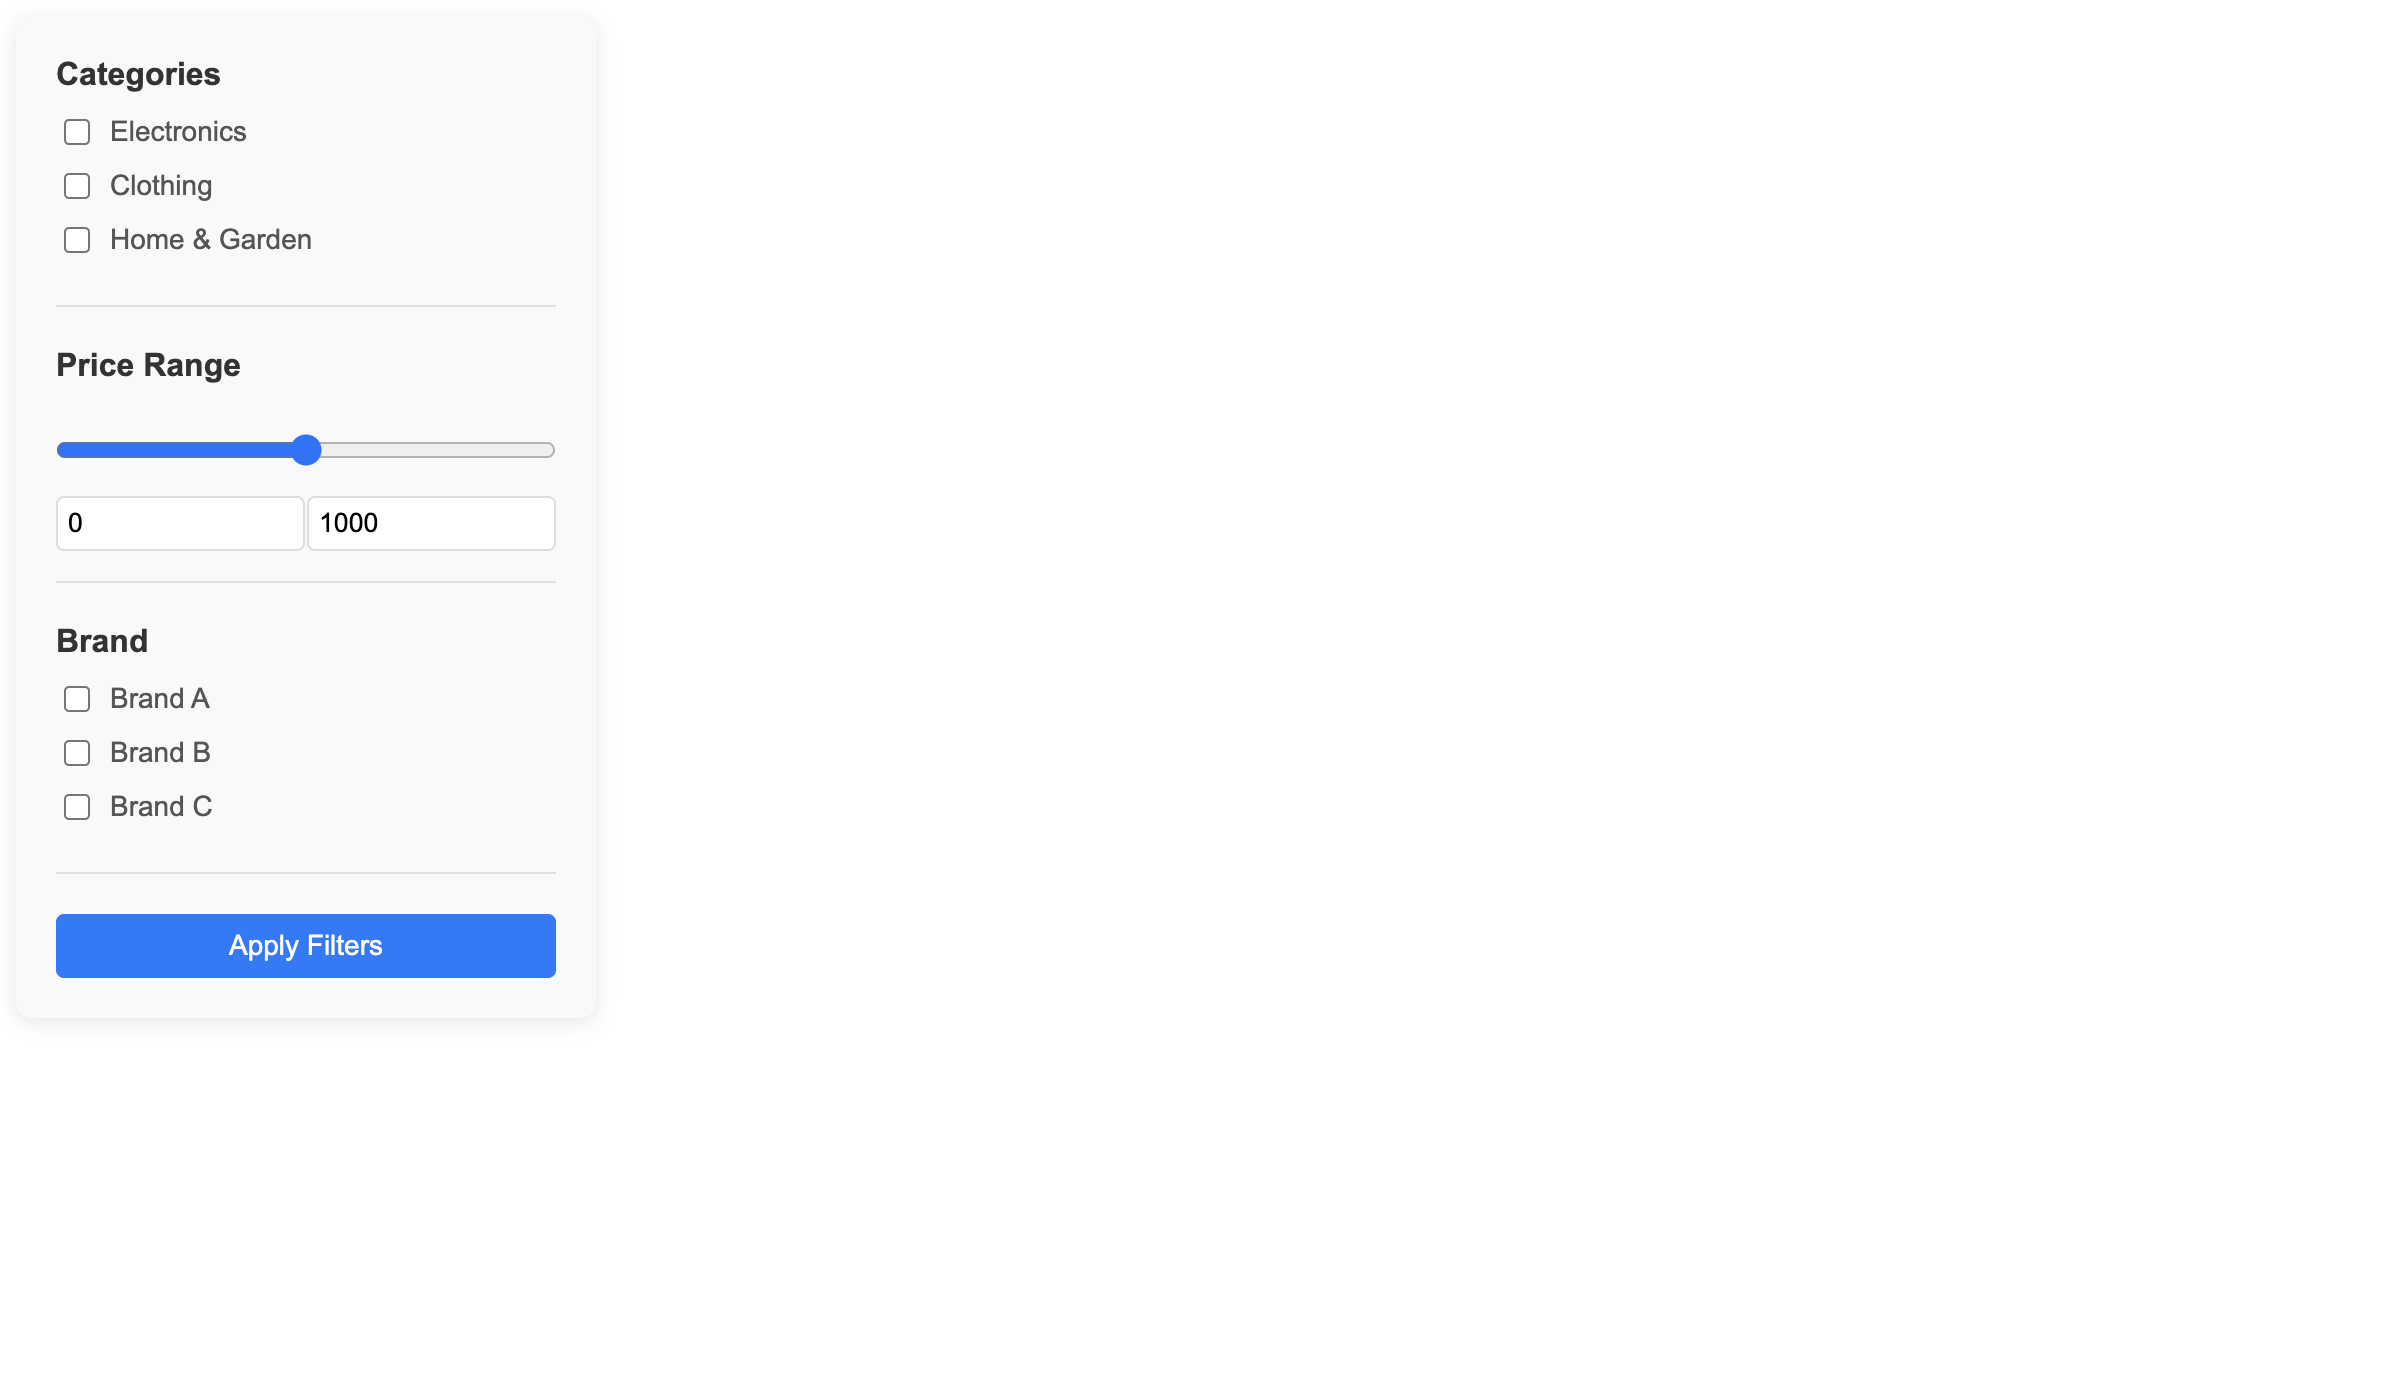 Categories
Electronics
Clothing
Home & Garden
Price Range
0 1000
Brand
Brand A
Brand B
Brand C
Apply Filters